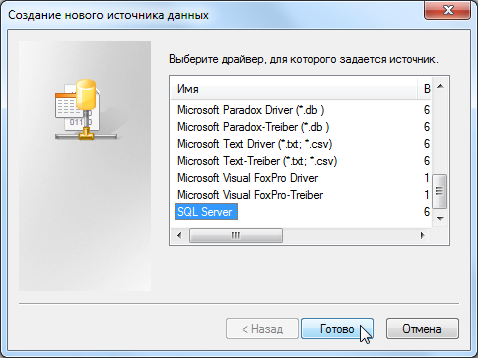 Создание нового источника данных
Выберите драйвер, для которого задается источник.
Имя В
Microsoft Paradox Driver (*.db ) 6
Microsoft Paradox-Treiber (*.db ) 6
Microsoft Text Driver (*.txt; *.csv) 6
Microsoft Text-Treiber (*.txt; *.csv) 6
Microsoft Visual FoxPro Driver 1
Microsoft Visual FoxPro-Treiber 1
SQL Server 6
< Назад Готово Отмена